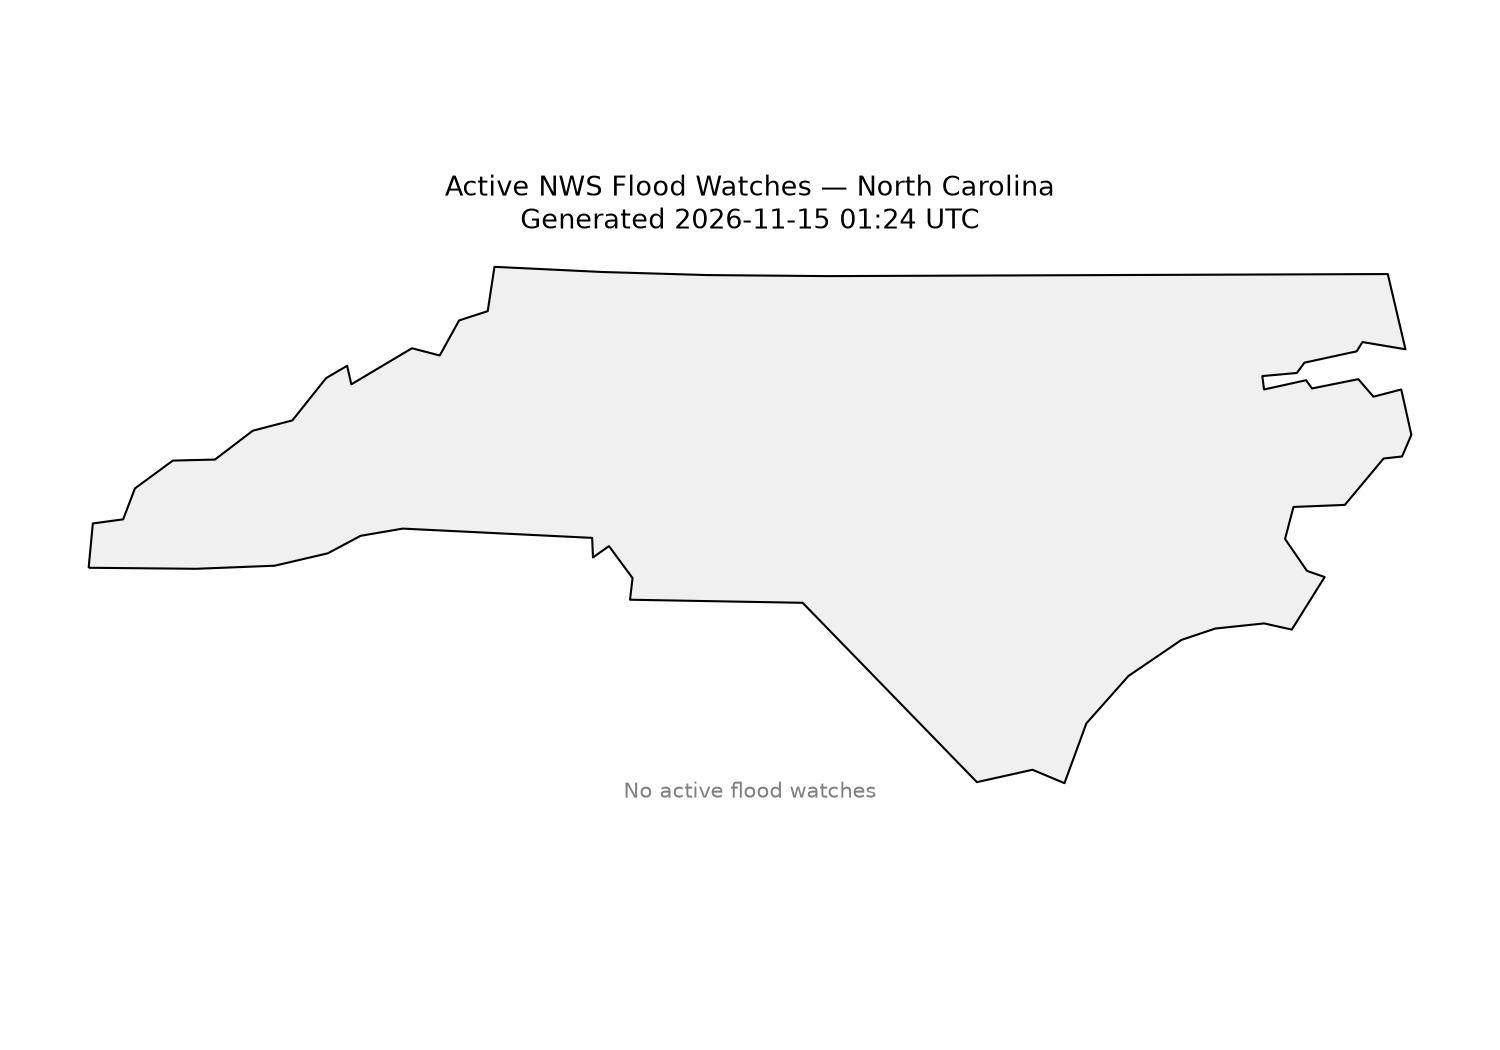 Active NWS Flood Watches — North Carolina
Generated 2026-11-15 01:24 UTC
No active flood watches